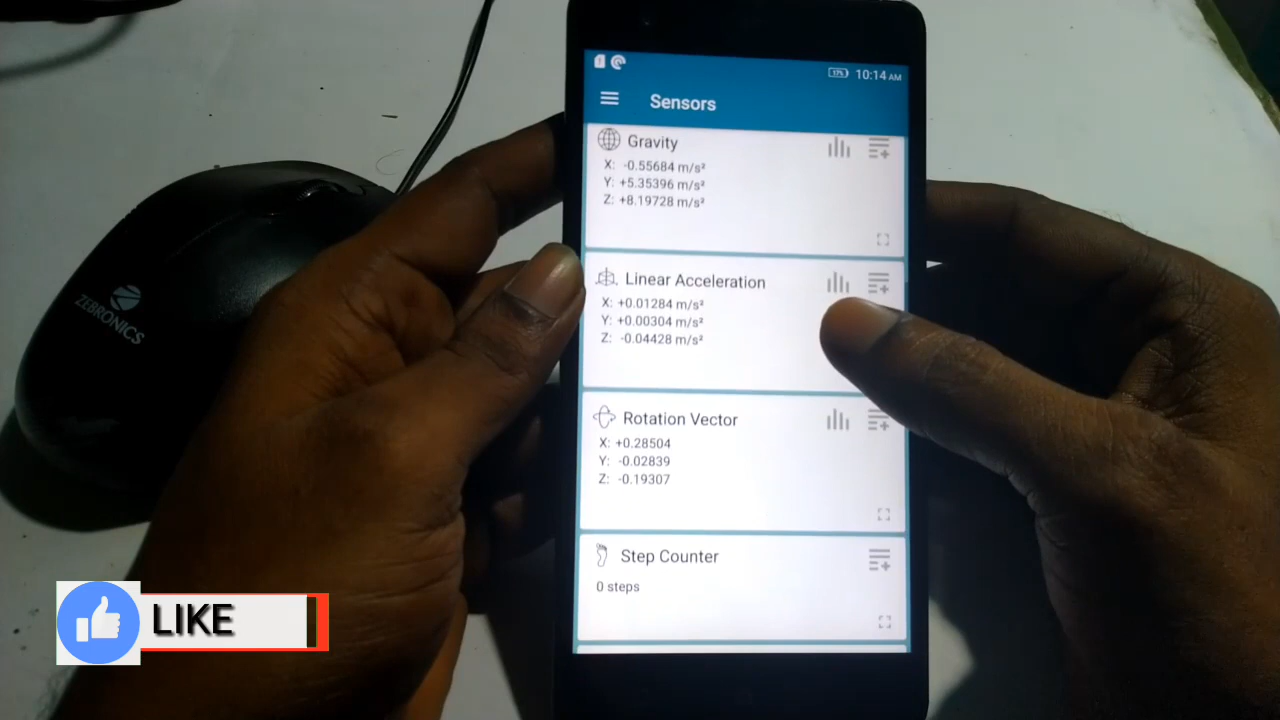 17%
10:14 AM
Sensors
Gravity
X: -0.55684 m/s²
Y: +5.35396 m/s²
Z: +8.19728 m/s²
Linear Acceleration
X: +0.01284 m/s²
Y: +0.00304 m/s²
Z: -0.04428 m/s²
Rotation Vector
X: +0.28504
Y: -0.02839
Z: -0.19307
Step Counter
0 steps
ZEBRONICS
LIKE